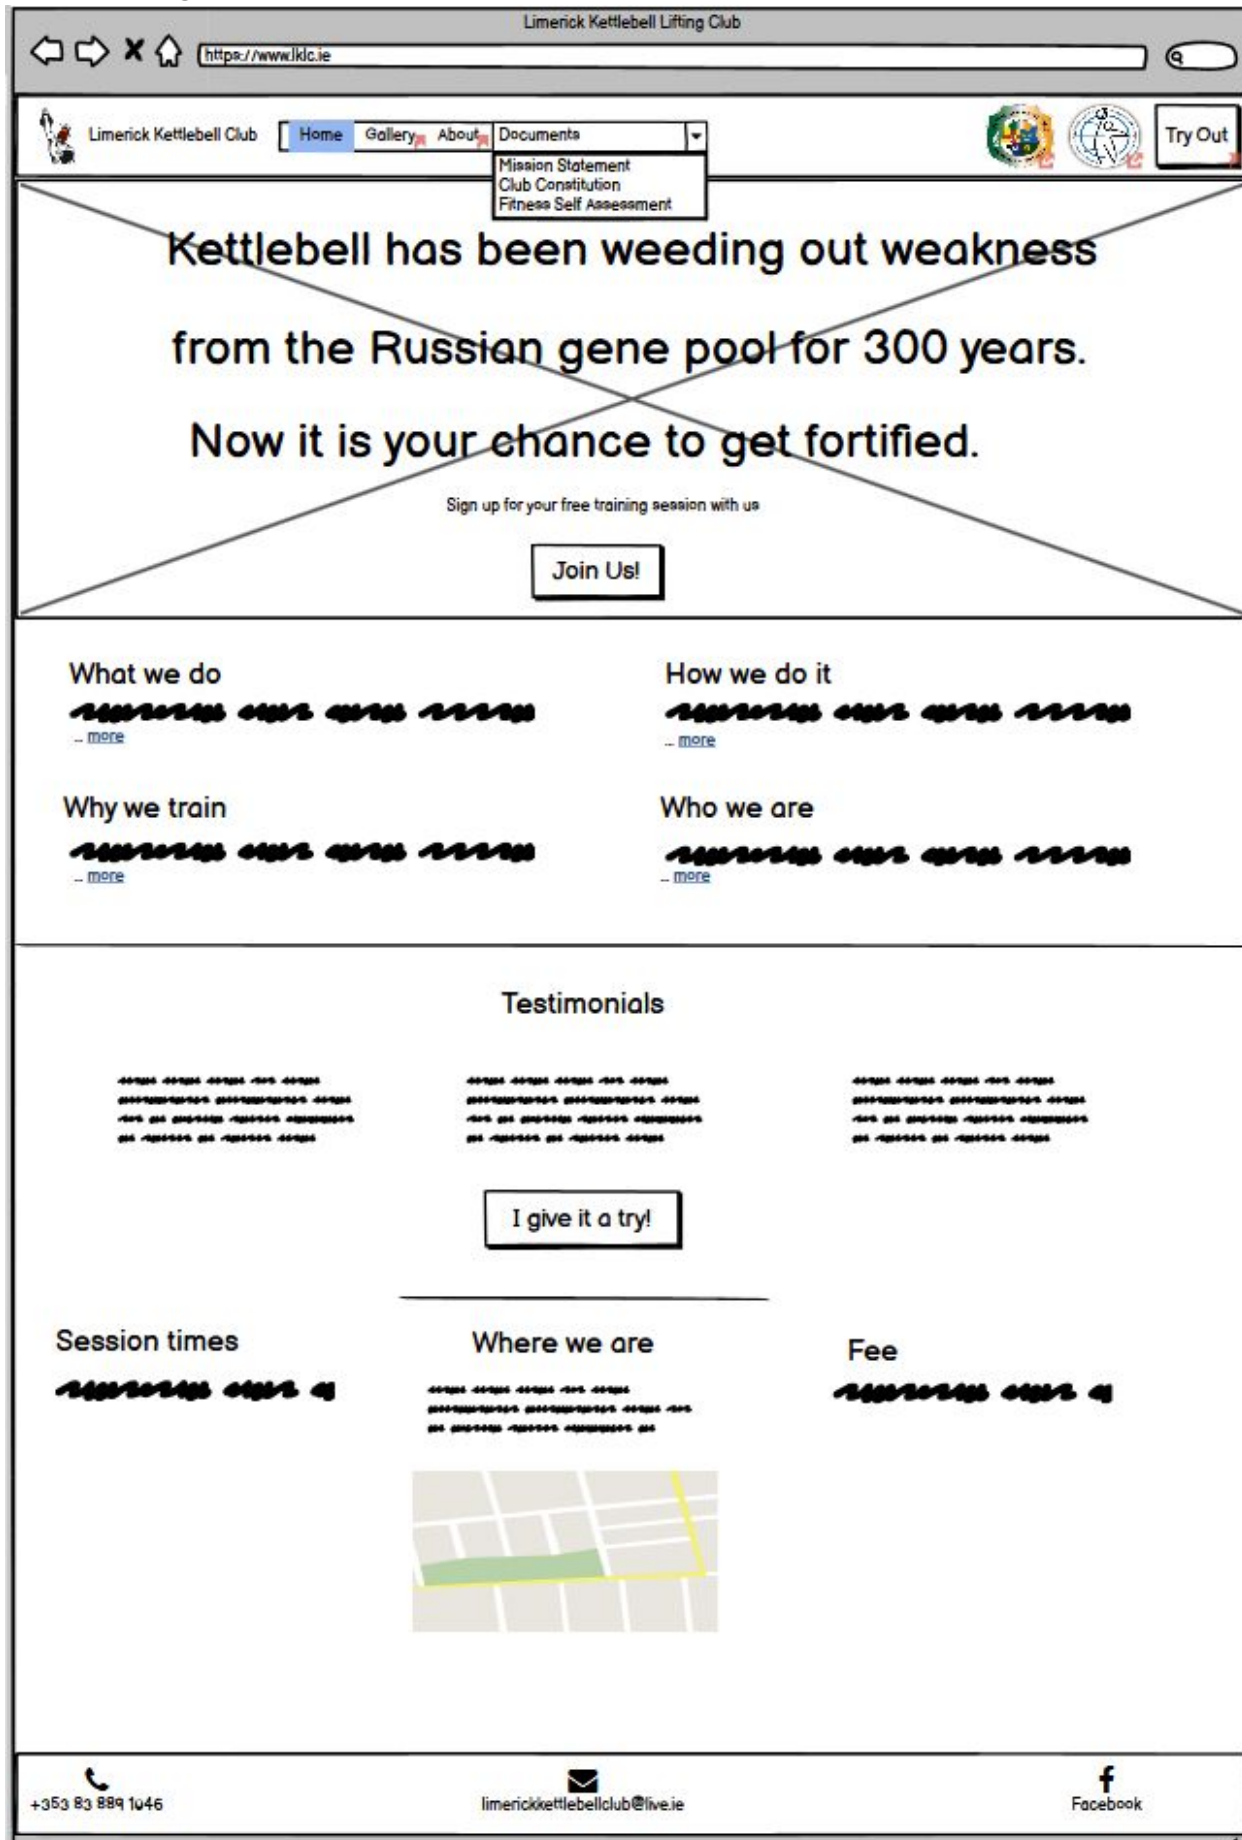 Limerick Kettlebell Lifting Club
https://www.lklc.ie
Limerick Kettlebell Club
Home
Gallery
About
Documents
Try Out
Mission Statement
Club Constitution
Fitness Self Assessment
Kettlebell has been weeding out weakness
from the Russian gene pool for 300 years.
Now it is your chance to get fortified.
Sign up for your free training session with us
Join Us!
What we do
... more
How we do it
... more
Why we train
... more
Who we are
... more
Testimonials
I give it a try!
Session times
Where we are
Fee
+353 83 889 1046
limerickkettlebellclub@live.ie
Facebook